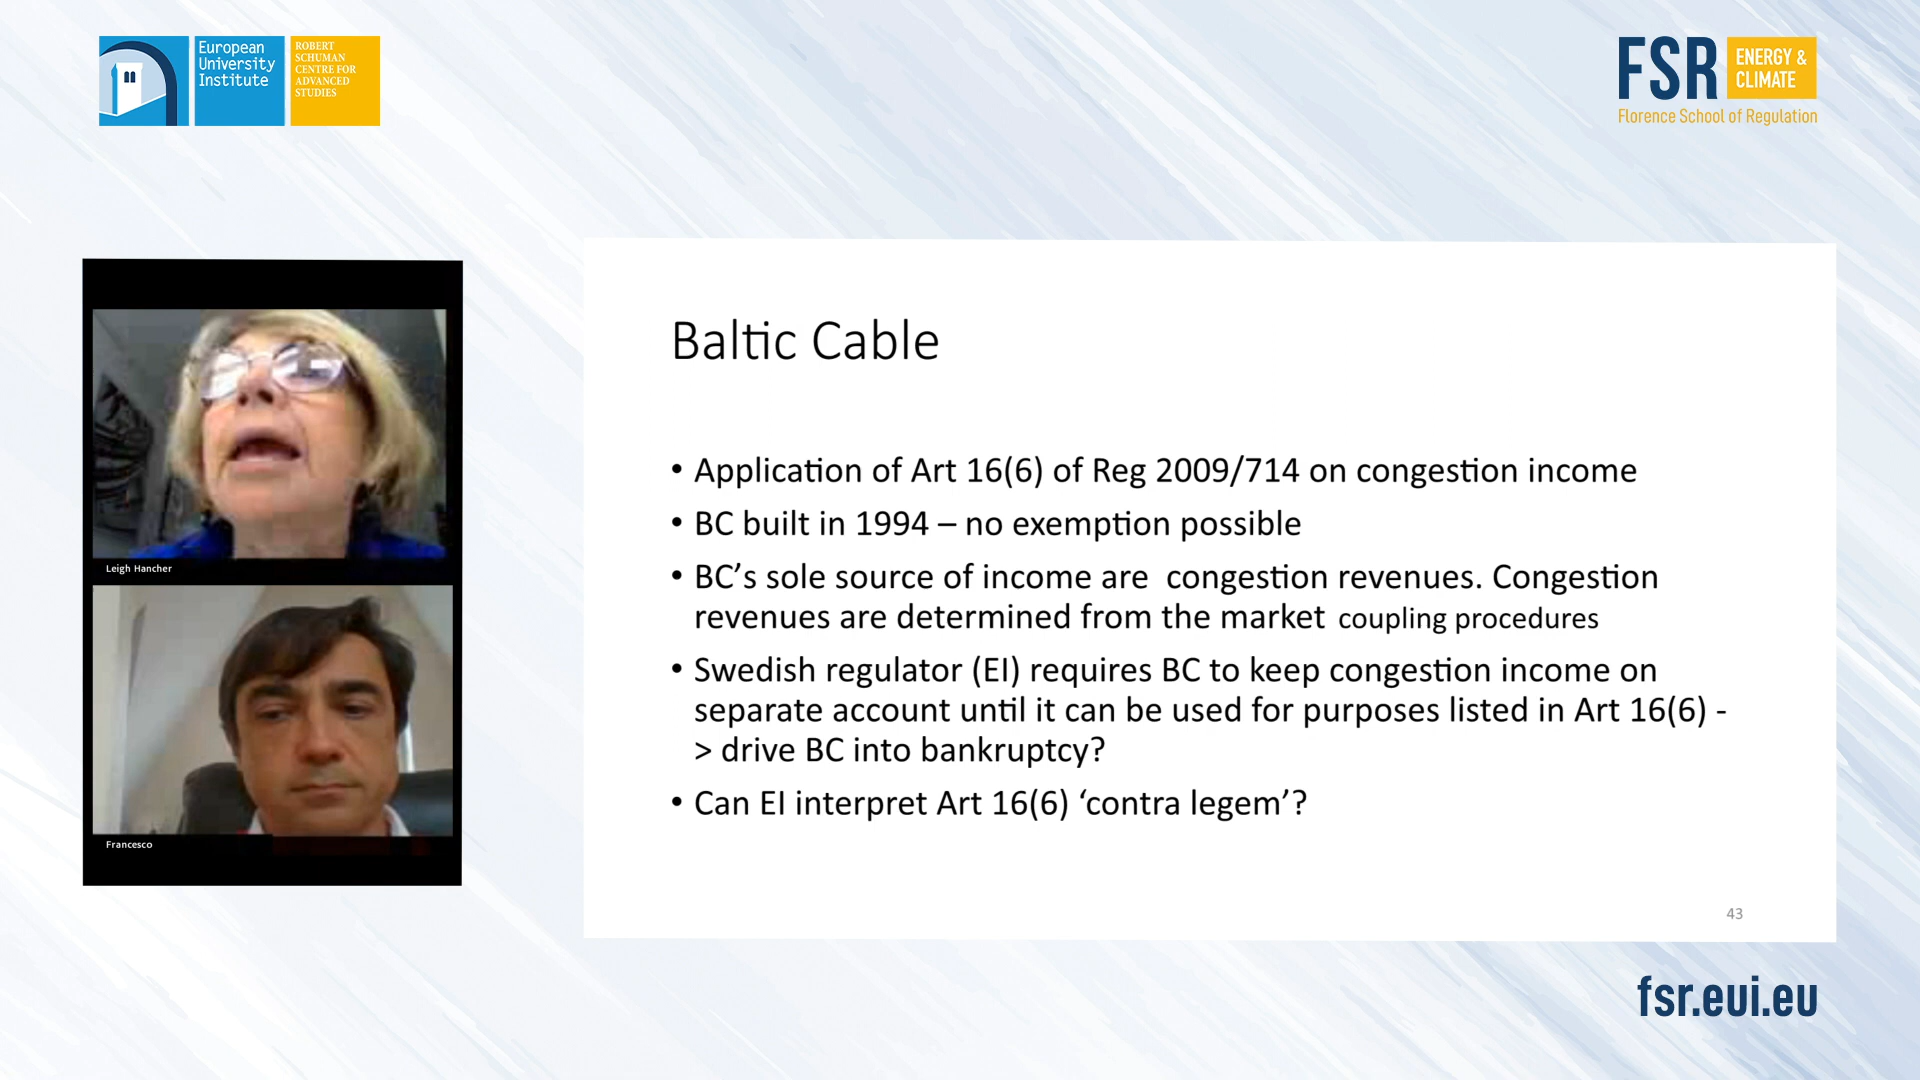 European
University
Institute
ROBERT
SCHUMAN
CENTRE FOR
ADVANCED
STUDIES
FSR ENERGY &
CLIMATE
Florence School of Regulation
Leigh Hancher
Francesco
Baltic Cable
• Application of Art 16(6) of Reg 2009/714 on congestion income
• BC built in 1994 – no exemption possible
• BC’s sole source of income are  congestion revenues. Congestion
revenues are determined from the market coupling procedures
• Swedish regulator (EI) requires BC to keep congestion income on
separate account until it can be used for purposes listed in Art 16(6) -
> drive BC into bankruptcy?
• Can EI interpret Art 16(6) ‘contra legem’?
43
fsr.eui.eu